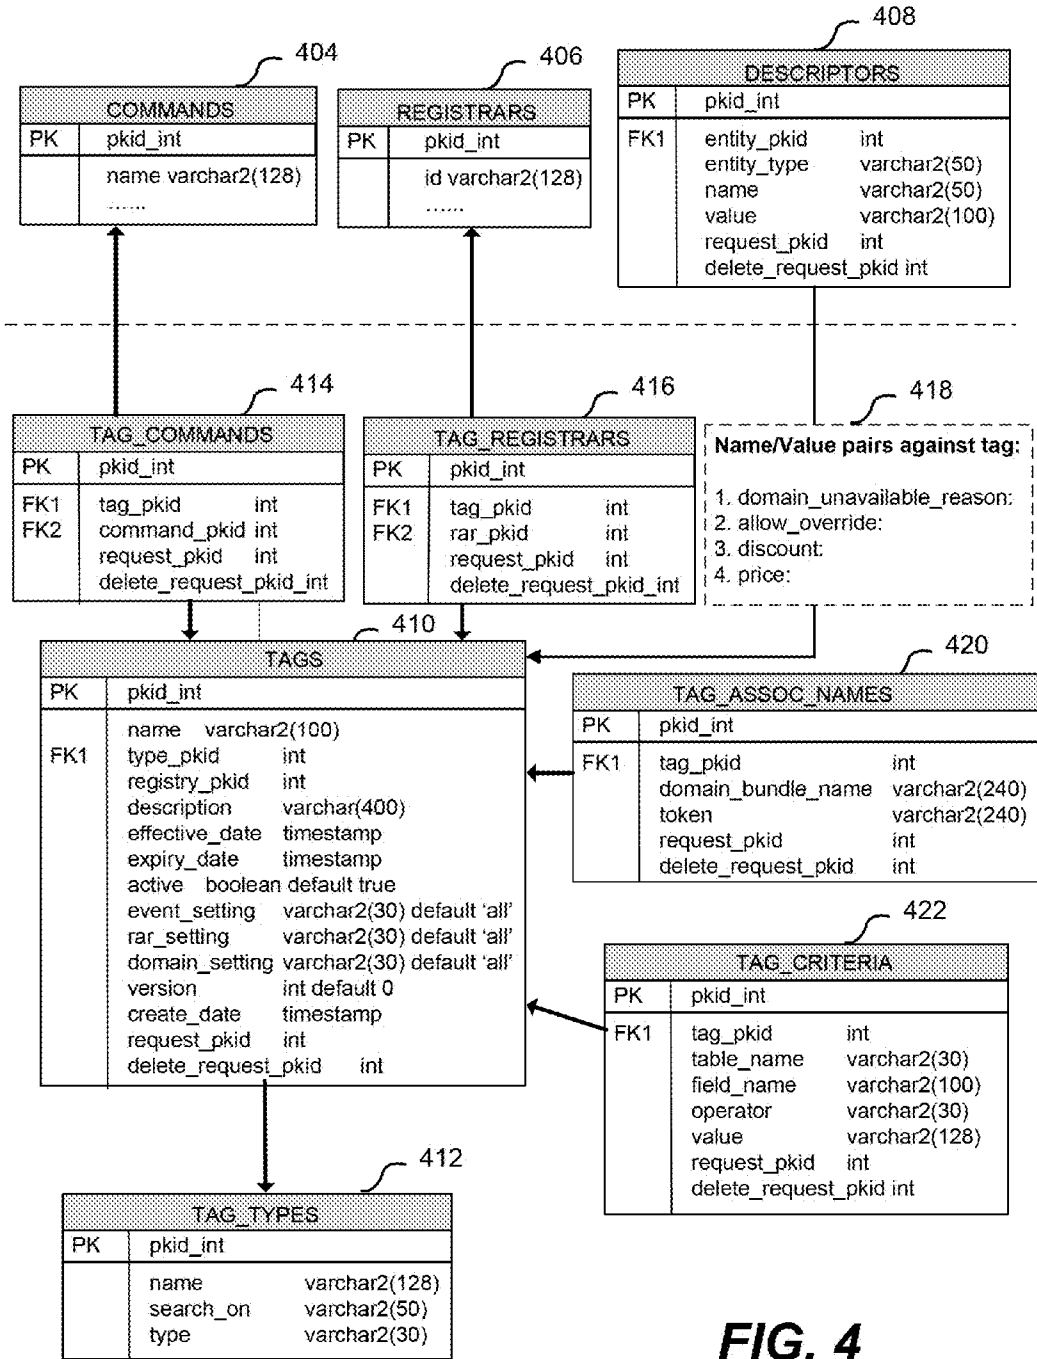 404
COMMANDS
PK pkid_int
name varchar2(128)
......
406
REGISTRARS
PK pkid_int
id varchar2(128)
......
408
DESCRIPTORS
PK pkid_int
FK1 entity_pkid int
entity_type varchar2(50)
name varchar2(50)
value varchar2(100)
request_pkid int
delete_request_pkid int
414
TAG_COMMANDS
PK pkid_int
FK1 tag_pkid int
FK2 command_pkid int
request_pkid int
delete_request_pkid_int
416
TAG_REGISTRARS
PK pkid_int
FK1 tag_pkid int
FK2 rar_pkid int
request_pkid int
delete_request_pkid_int
418
Name/Value pairs against tag:
1. domain_unavailable_reason:
2. allow_override:
3. discount:
4. price:
410
TAGS
PK pkid_int
name varchar2(100)
FK1 type_pkid int
registry_pkid int
description varchar(400)
effective_date timestamp
expiry_date timestamp
active boolean default true
event_setting varchar2(30) default 'all'
rar_setting varchar2(30) default 'all'
domain_setting varchar2(30) default 'all'
version int default 0
create_date timestamp
request_pkid int
delete_request_pkid int
420
TAG_ASSOC_NAMES
PK pkid_int
FK1 tag_pkid int
domain_bundle_name varchar2(240)
token varchar2(240)
request_pkid int
delete_request_pkid int
422
TAG_CRITERIA
PK pkid_int
FK1 tag_pkid int
table_name varchar2(30)
field_name varchar2(100)
operator varchar2(30)
value varchar2(128)
request_pkid int
delete_request_pkid int
412
TAG_TYPES
PK pkid_int
name varchar2(128)
search_on varchar2(50)
type varchar2(30)
FIG. 4